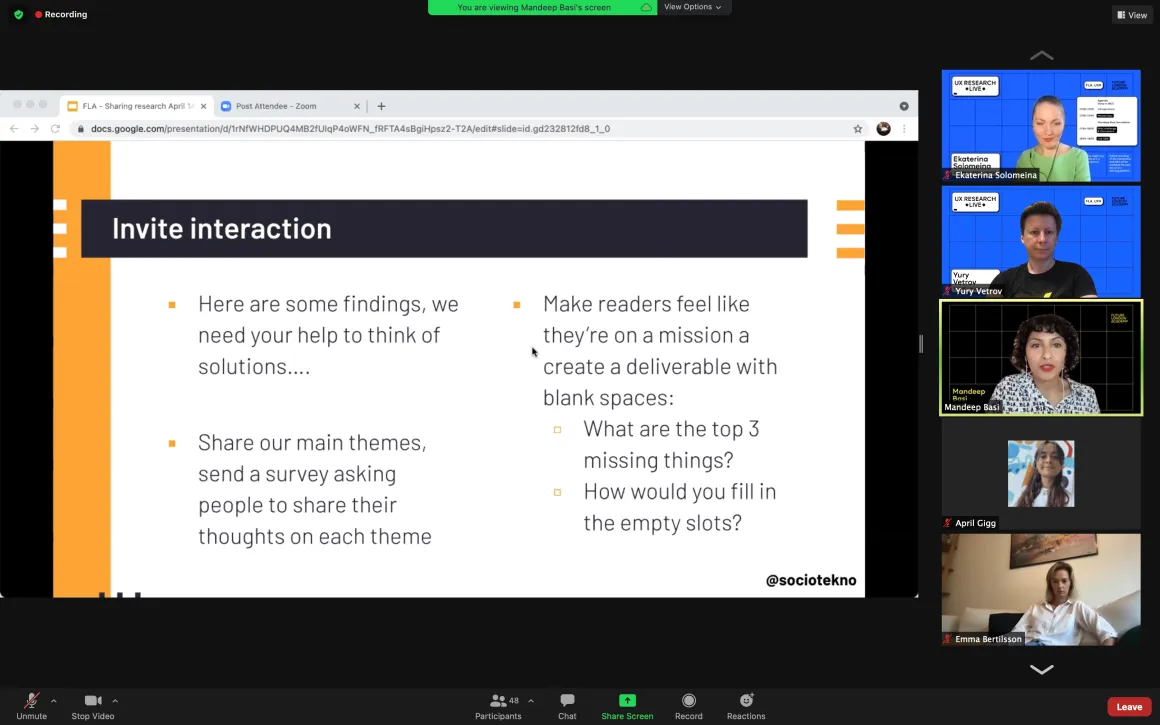 Recording
You are viewing Mandeep Basi's screen
View Options
View
FLA - Sharing research April 14
Post Attendee - Zoom
docs.google.com/presentation/d/1rNfWHDPUQ4MB2fUlqP4oWFN_fRFTA4sBgiHpsz2-T2A/edit#slide=id.gd232812fd8_1_0
Invite interaction
Here are some findings, we
need your help to think of
solutions....
Share our main themes,
send a survey asking
people to share their
thoughts on each theme
Make readers feel like
they're on a mission a
create a deliverable with
blank spaces:
What are the top 3
missing things?
How would you fill in
the empty slots?
@sociotekno
UX RESEARCH
LIVE
Ekaterina
Solomeina
Ekaterina Solomeina
UX RESEARCH
LIVE
Yury
Vetrov
Yury Vetrov
FUTURE
LONDON
ACADEMY
Mandeep
Basi
Mandeep Basi
April Gigg
Emma Bertilsson
Unmute
Stop Video
48
Participants
Chat
Share Screen
Record
Reactions
Leave